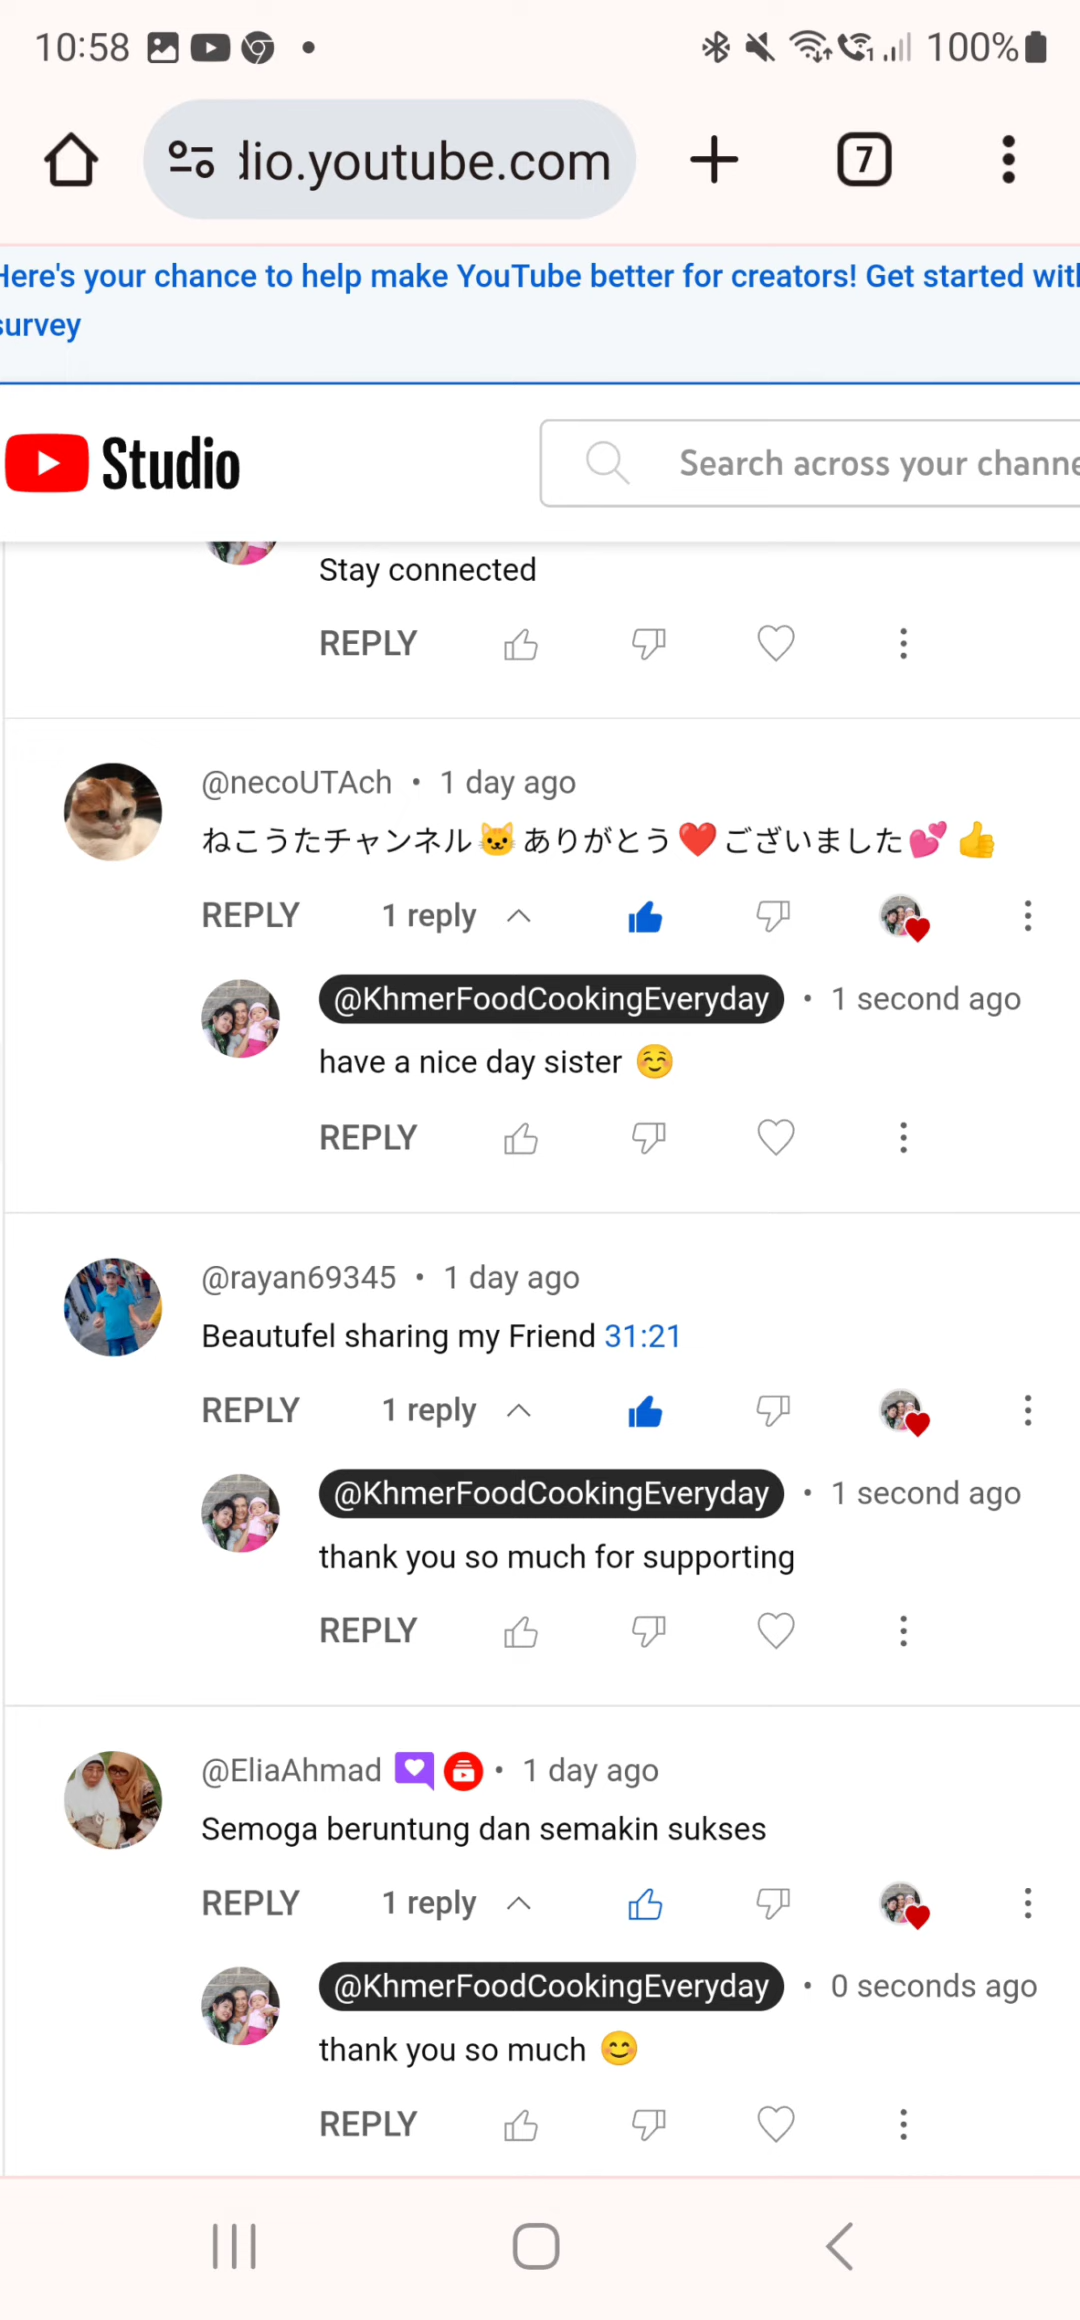 10:58
100%
lio.youtube.com
7
Here's your chance to help make YouTube better for creators! Get started with
survey
Studio
Search across your channe
Stay connected
REPLY
@necoUTAch • 1 day ago
ねこうたチャンネル🐱ありがとう❤️ございました💕👍
REPLY 1 reply
@KhmerFoodCookingEveryday • 1 second ago
have a nice day sister ☺️
REPLY
@rayan69345 • 1 day ago
Beautufel sharing my Friend 31:21
REPLY 1 reply
@KhmerFoodCookingEveryday • 1 second ago
thank you so much for supporting
REPLY
@EliaAhmad • 1 day ago
Semoga beruntung dan semakin sukses
REPLY 1 reply
@KhmerFoodCookingEveryday • 0 seconds ago
thank you so much 😊
REPLY